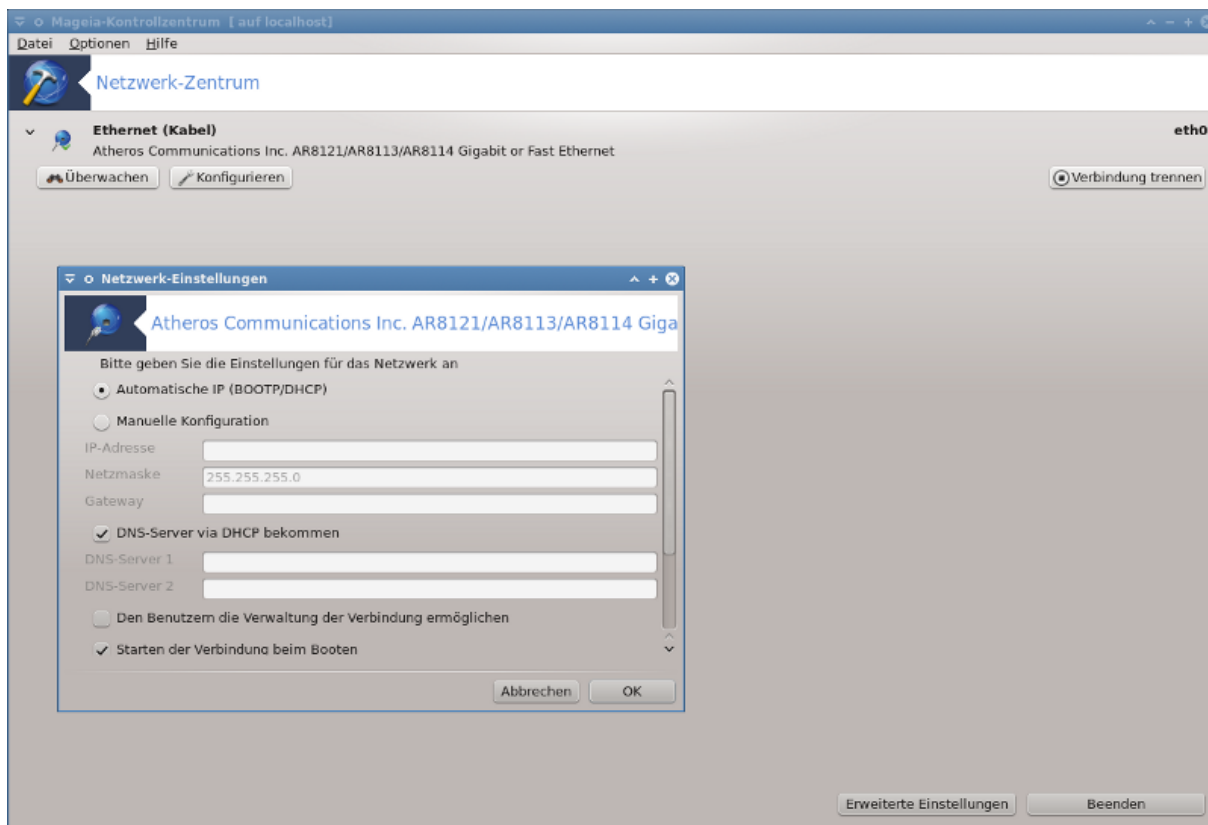 Mageia-Kontrollzentrum [ auf localhost]
Datei Optionen Hilfe
Netzwerk-Zentrum
Ethernet (Kabel) eth0
Atheros Communications Inc. AR8121/AR8113/AR8114 Gigabit or Fast Ethernet
Überwachen Konfigurieren Verbindung trennen
Netzwerk-Einstellungen
Atheros Communications Inc. AR8121/AR8113/AR8114 Giga
Bitte geben Sie die Einstellungen für das Netzwerk an
Automatische IP (BOOTP/DHCP)
Manuelle Konfiguration
IP-Adresse
Netzmaske 255.255.255.0
Gateway
DNS-Server via DHCP bekommen
DNS-Server 1
DNS-Server 2
Den Benutzern die Verwaltung der Verbindung ermöglichen
Starten der Verbindung beim Booten
Abbrechen OK
Erweiterte Einstellungen Beenden